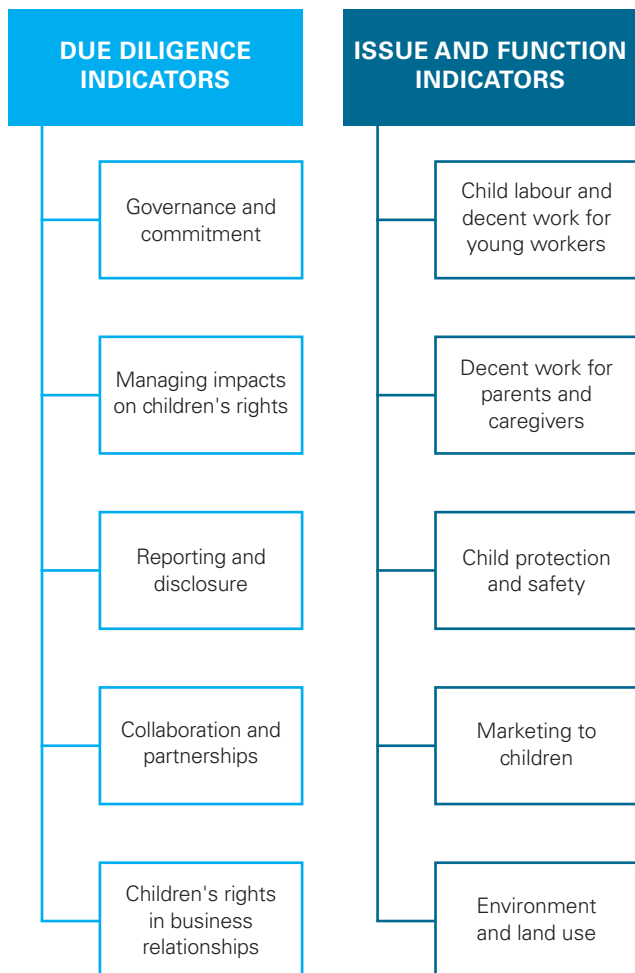 DUE DILIGENCE
INDICATORS
Governance and
commitment
Managing impacts
on children's rights
Reporting and
disclosure
Collaboration and
partnerships
Children's rights
in business
relationships
ISSUE AND FUNCTION
INDICATORS
Child labour and
decent work for
young workers
Decent work for
parents and
caregivers
Child protection
and safety
Marketing to
children
Environment
and land use